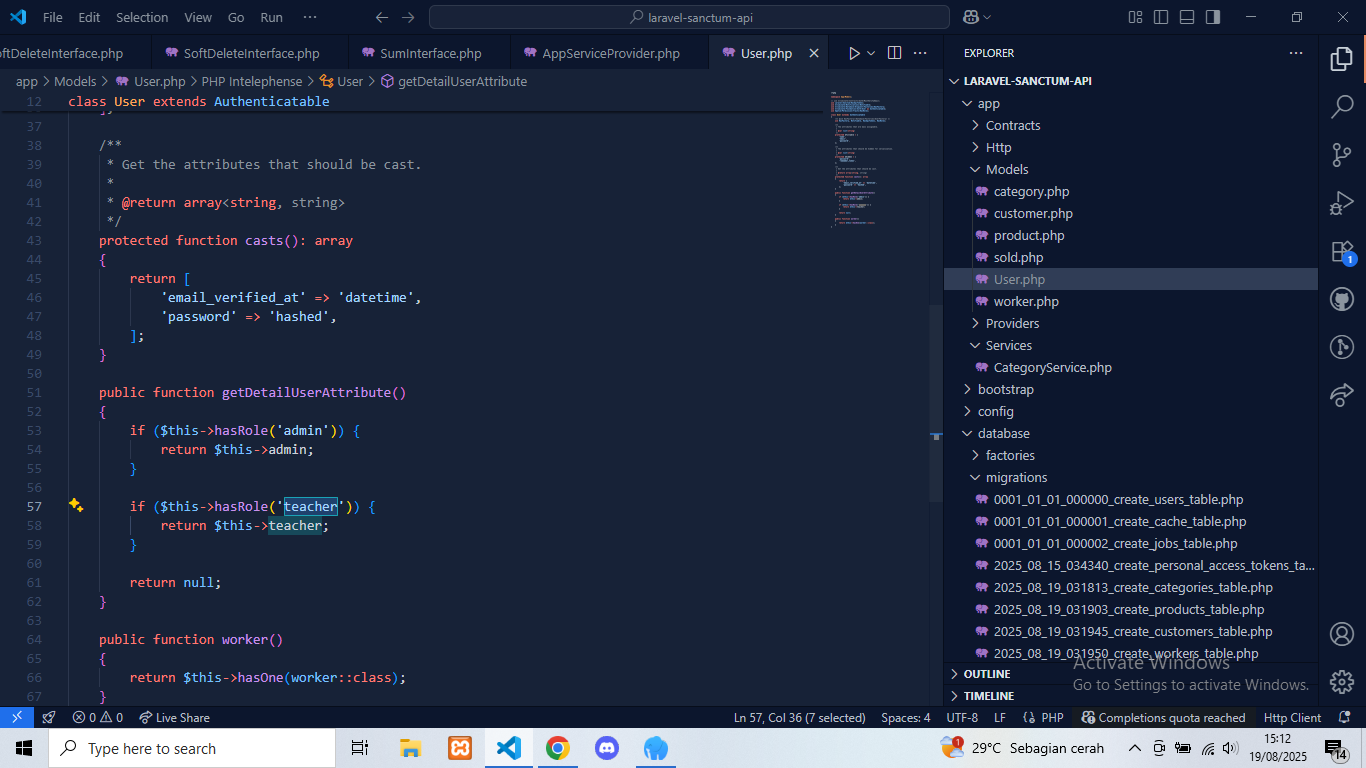 File Edit Selection View Go Run ··· laravel-sanctum-api
oftDeleteInterface.php SoftDeleteInterface.php SumInterface.php AppServiceProvider.php User.php
app > Models > User.php > PHP Intelephense > User > getDetailUserAttribute
12 class User extends Authenticatable
37
38 /**
39 * Get the attributes that should be cast.
40 *
41 * @return array<string, string>
42 */
43 protected function casts(): array
44 {
45 return [
46 'email_verified_at' => 'datetime',
47 'password' => 'hashed',
48 ];
49 }
50
51 public function getDetailUserAttribute()
52 {
53 if ($this->hasRole('admin')) {
54 return $this->admin;
55 }
56
57 if ($this->hasRole('teacher')) {
58 return $this->teacher;
59 }
60
61 return null;
62 }
63
64 public function worker()
65 {
66 return $this->hasOne(worker::class);
67 }
EXPLORER ···
LARAVEL-SANCTUM-API
app
Contracts
Http
Models
category.php
customer.php
product.php
sold.php
User.php
worker.php
Providers
Services
CategoryService.php
bootstrap
config
database
factories
migrations
0001_01_01_000000_create_users_table.php
0001_01_01_000001_create_cache_table.php
0001_01_01_000002_create_jobs_table.php
2025_08_15_034340_create_personal_access_tokens_ta...
2025_08_19_031813_create_categories_table.php
2025_08_19_031903_create_products_table.php
2025_08_19_031945_create_customers_table.php
2025_08_19_031950_create_workers_table.php
OUTLINE
TIMELINE
1
Activate Windows
Go to Settings to activate Windows.
0 0 Live Share Ln 57, Col 36 (7 selected) Spaces: 4 UTF-8 LF {} PHP Completions quota reached Http Client
Type here to search
1
29°C Sebagian cerah
15:12
19/08/2025
14